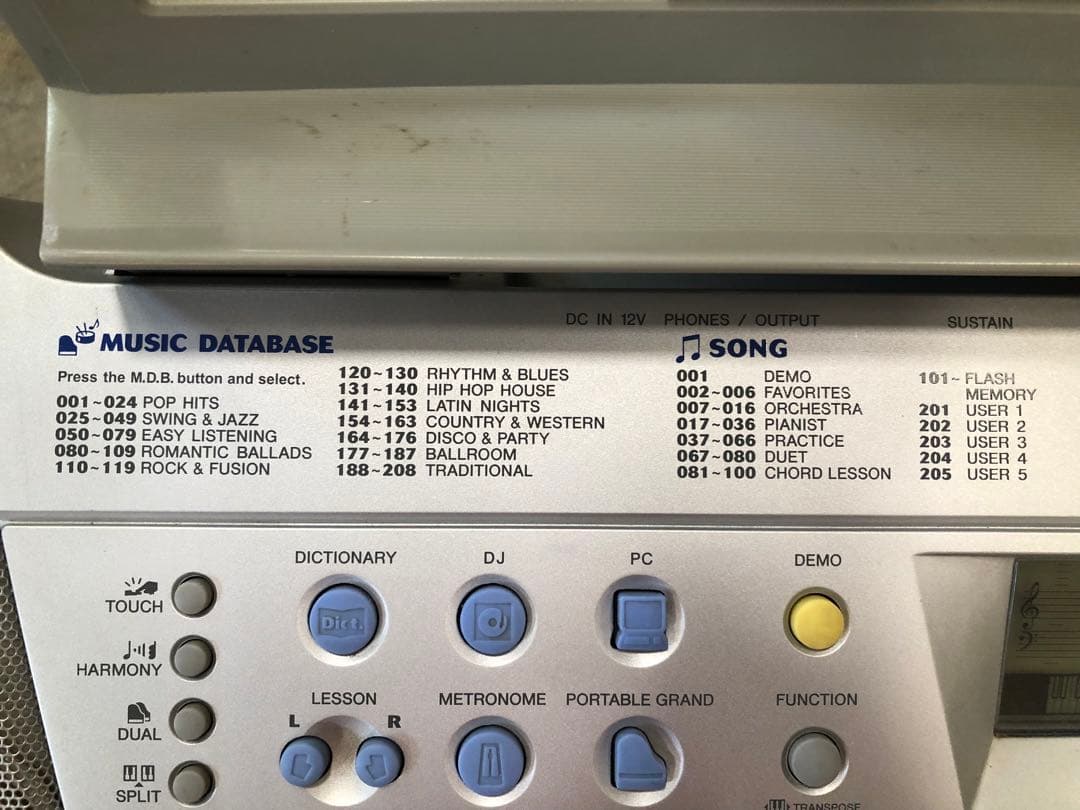 DC IN 12V PHONES / OUTPUT SUSTAIN
MUSIC DATABASE
Press the M.D.B. button and select.
001~024 POP HITS
025~049 SWING & JAZZ
050~079 EASY LISTENING
080~109 ROMANTIC BALLADS
110~119 ROCK & FUSION
120~130 RHYTHM & BLUES
131~140 HIP HOP HOUSE
141~153 LATIN NIGHTS
154~163 COUNTRY & WESTERN
164~176 DISCO & PARTY
177~187 BALLROOM
188~208 TRADITIONAL
SONG
001 DEMO
002~006 FAVORITES
007~016 ORCHESTRA
017~036 PIANIST
037~066 PRACTICE
067~080 DUET
081~100 CHORD LESSON
101~ FLASH
MEMORY
201 USER 1
202 USER 2
203 USER 3
204 USER 4
205 USER 5
DICTIONARY DJ PC DEMO
Dict.
TOUCH
HARMONY
DUAL
SPLIT
LESSON METRONOME PORTABLE GRAND FUNCTION
L R
TRANSPOSE